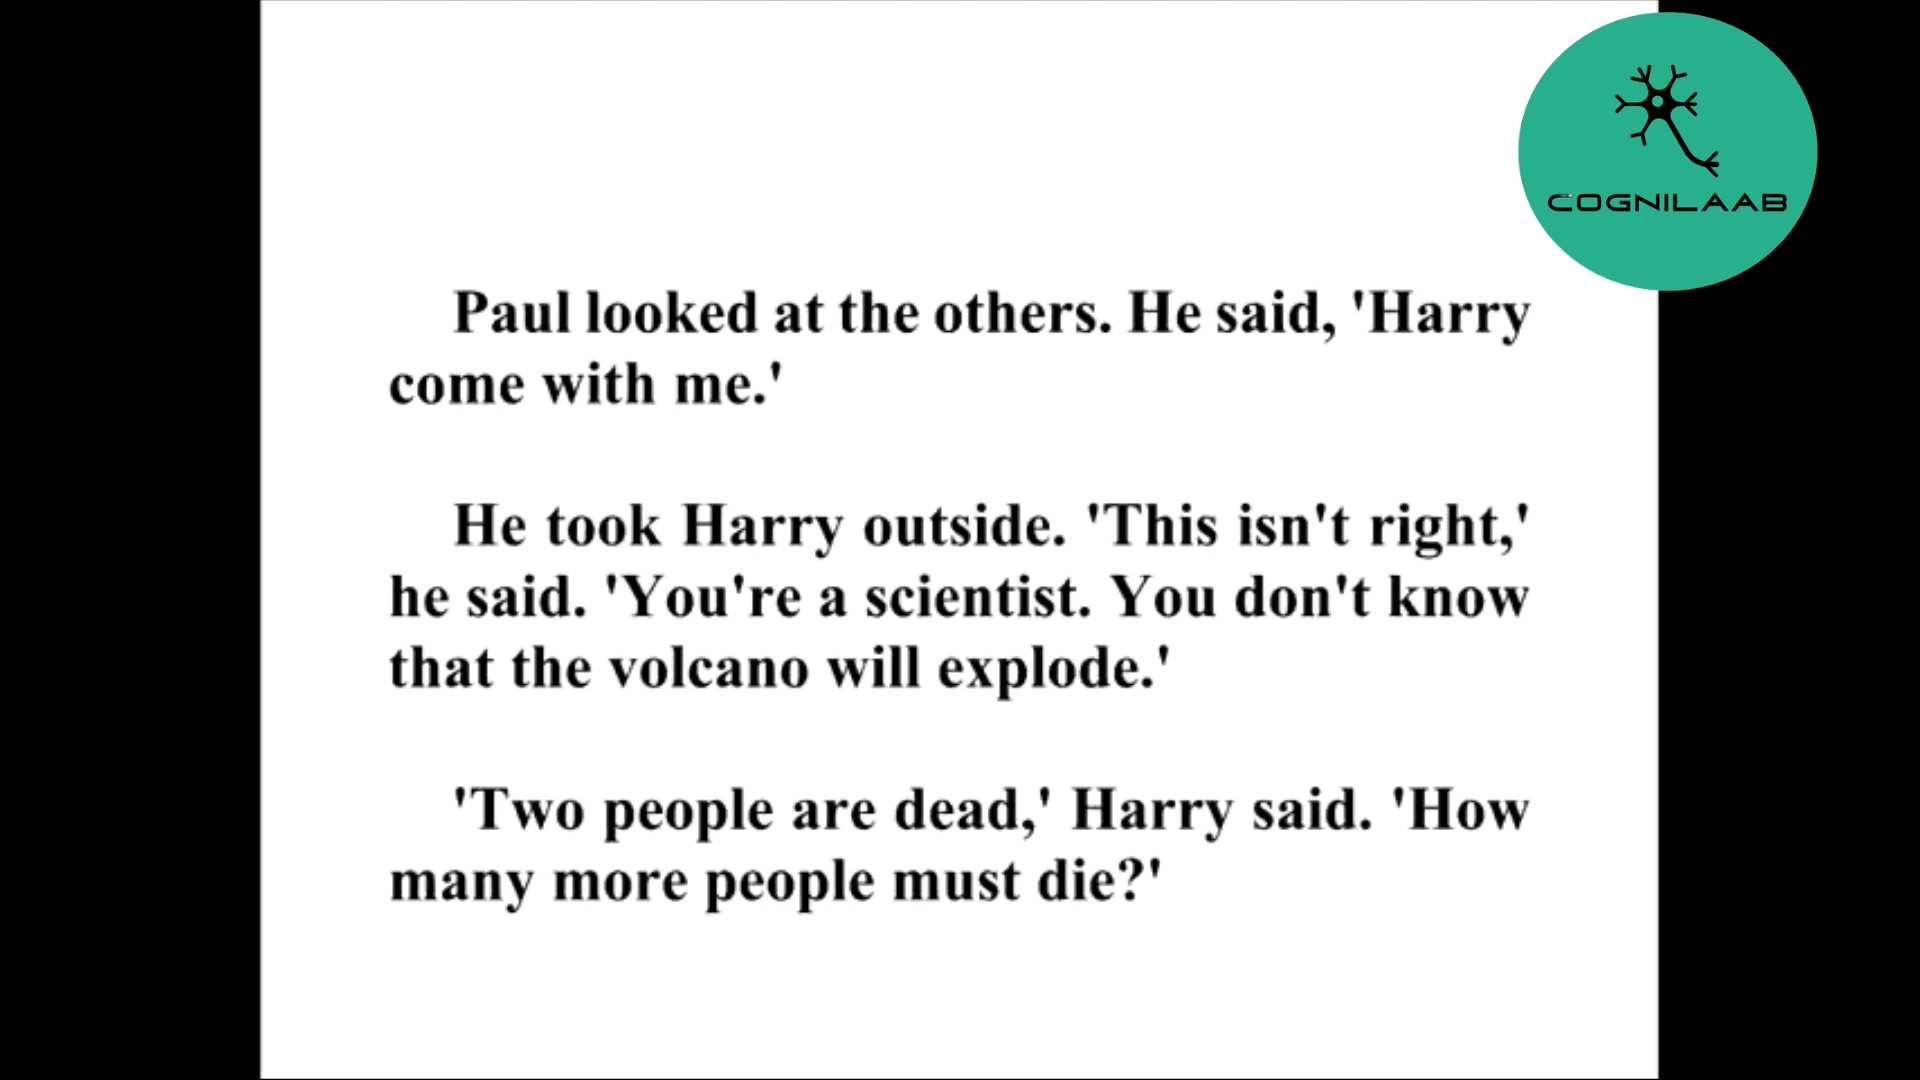 COGNILAAB
Paul looked at the others. He said, 'Harry
come with me.'
He took Harry outside. 'This isn't right,'
he said. 'You're a scientist. You don't know
that the volcano will explode.'
'Two people are dead,' Harry said. 'How
many more people must die?'